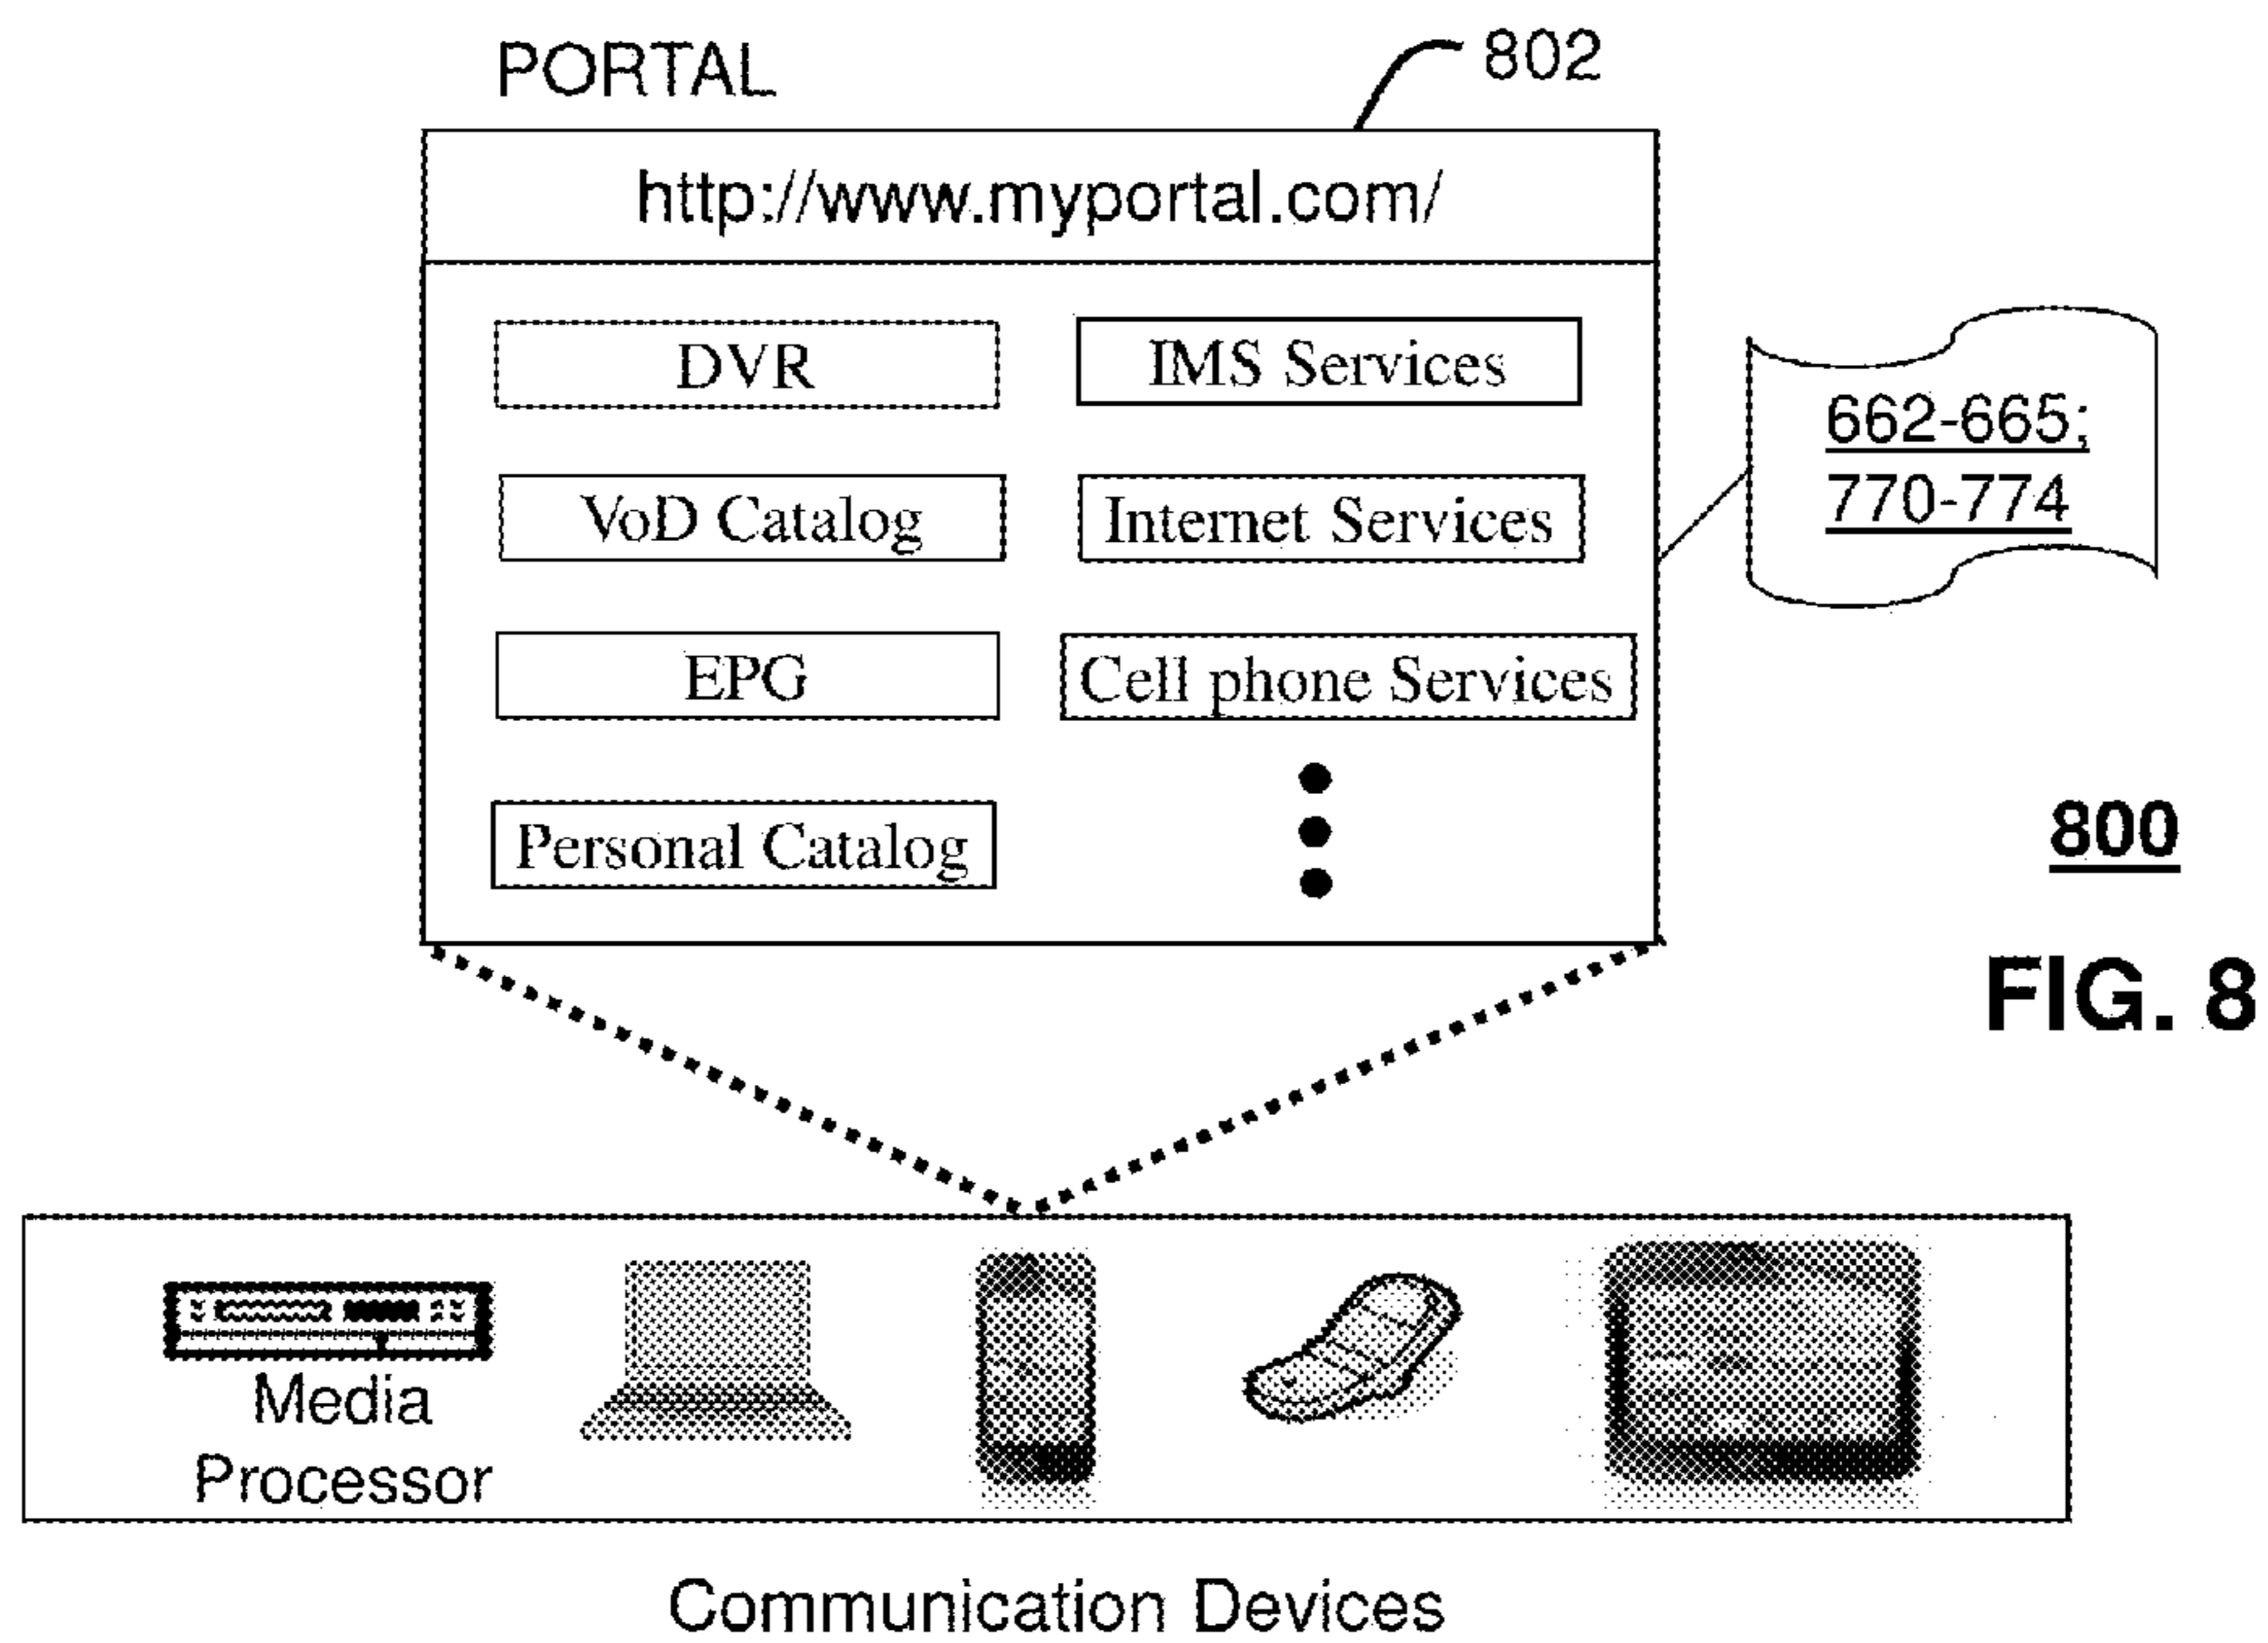 PORTAL
802
http://www.myportal.com/
DVR
IMS Services
VoD Catalog
Internet Services
EPG
Cell phone Services
Personal Catalog
662-665;
770-774
800
FIG. 8
Media
Processor
Communication Devices